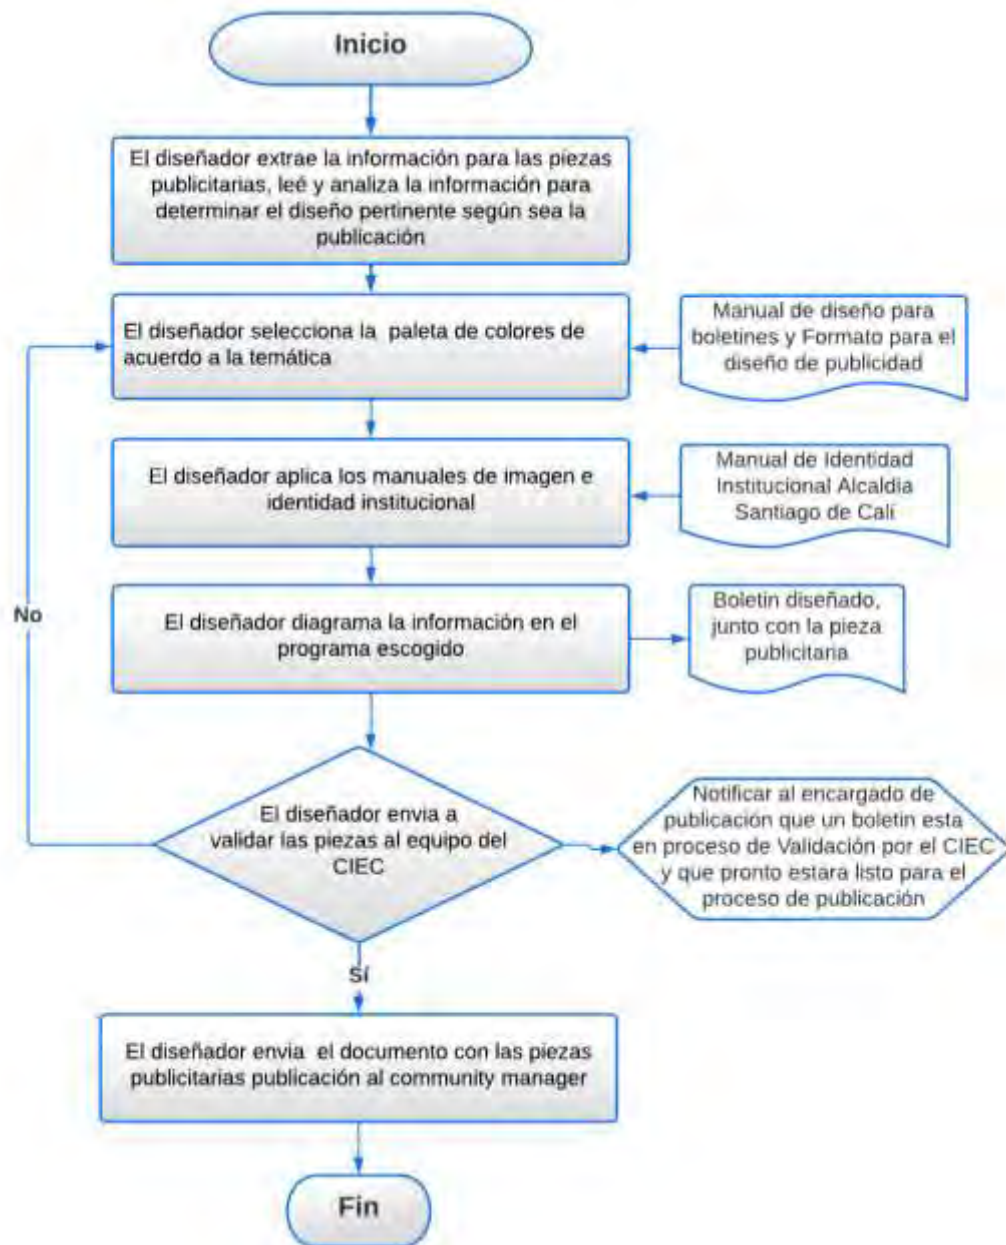 Inicio
El diseñador extrae la información para las piezas
publicitarias, leé y analiza la información para
determinar el diseño pertinente según sea la
publicación
El diseñador selecciona la paleta de colores de
acuerdo a la temática
Manual de diseño para
boletines y Formato para el
diseño de publicidad
El diseñador aplica los manuales de imagen e
identidad institucional
Manual de Identidad
Institucional Alcaldia
Santiago de Cali
No
El diseñador diagrama la información en el
programa escogido
Boletin diseñado,
junto con la pieza
publicitaria
El diseñador envia a
validar las piezas al equipo del
CIEC
Notificar al encargado de
publicación que un boletin esta
en proceso de Validación por el CIEC
y que pronto estara listo para el
proceso de publicación
Sí
El diseñador envia el documento con las piezas
publicitarias publicación al community manager
Fin